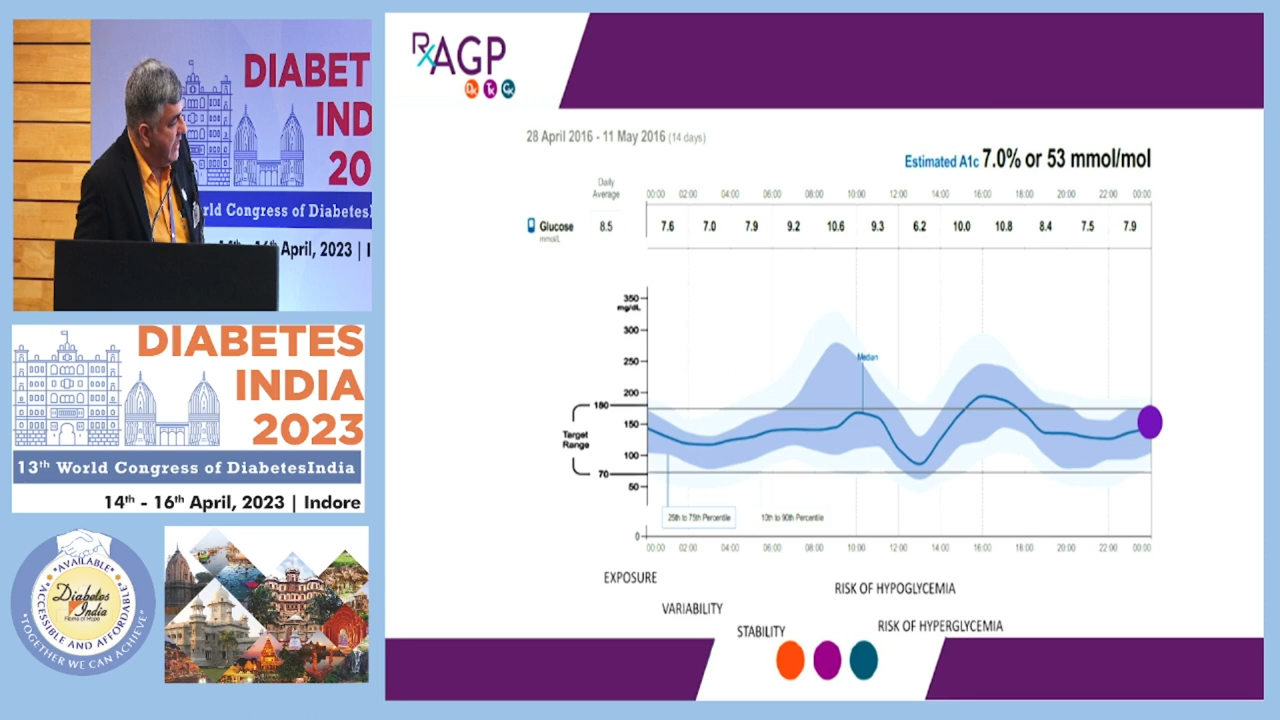 DIABET
IND
20
rld Congress of DiabetesI
April, 2023 | I
DIABETES
INDIA
2023
13th World Congress of DiabetesIndia
14th - 16th April, 2023 | Indore
AVAILABLE
ACCESSIBLE AND AFFORDABLE
Diabetes
India
"TOGETHER WE CAN ACHIEVE"
RxAGP
28 April 2016 - 11 May 2016 (14 days)
Estimated A1c 7.0% or 53 mmol/mol
Daily
Average
00:00 02:00 04:00 06:00 08:00 10:00 12:00 14:00 16:00 18:00 20:00 22:00 00:00
Glucose 8.5 7.6 7.0 7.9 9.2 10.6 9.3 6.2 10.0 10.8 8.4 7.5 7.9
mmol/L
350
mg/dL
300
250
Median
200
180
150
Target
Range
100
70
50
25th to 75th Percentile 10th to 90th Percentile
0
00:00 02:00 04:00 06:00 08:00 10:00 12:00 14:00 16:00 18:00 20:00 22:00 00:00
EXPOSURE
RISK OF HYPOGLYCEMIA
VARIABILITY
STABILITY
RISK OF HYPERGLYCEMIA